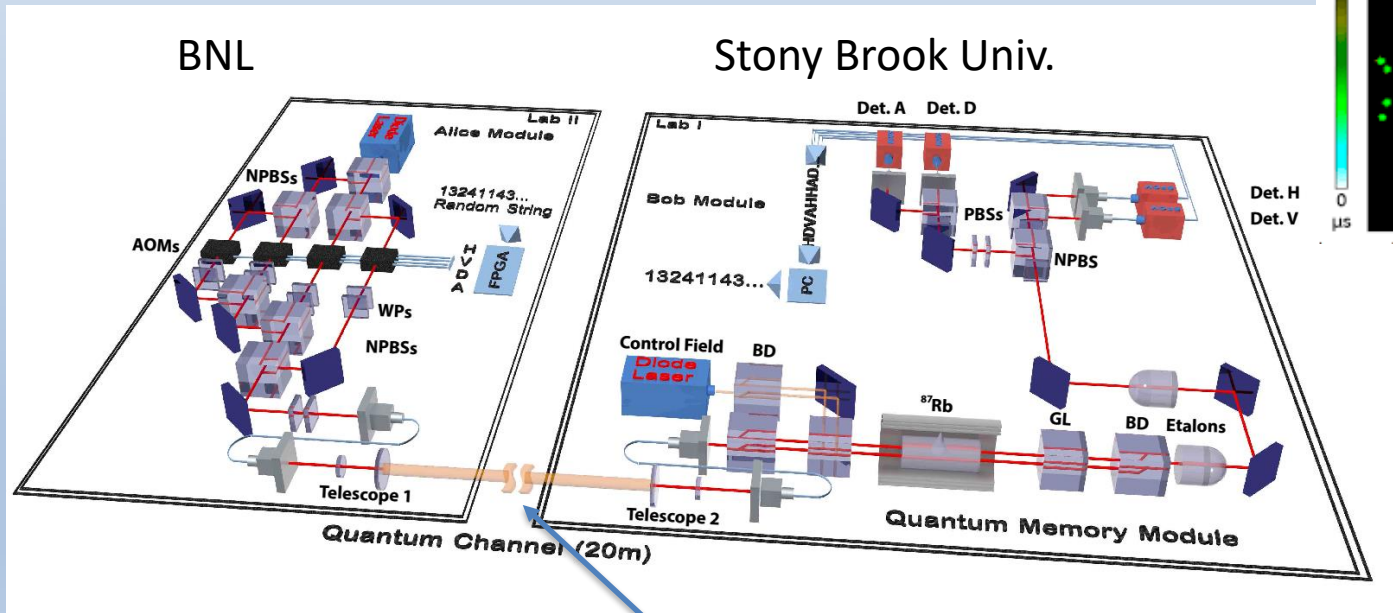 BNL
Stony Brook Univ.
Lab II
Diode
Laser
Alice Module
NPBSs
13241143...
Random String
AOMs
H
V
D
A
FPGA
WPs
NPBSs
Telescope 1
Quantum Channel (20m)
Lab I
Det. A
Det. D
Bob Module
HDVAHHAD...
PBSs
Det. H
Det. V
NPBS
13241143...
PC
Control Field
Diode
Laser
BD
87Rb
GL
BD
Etalons
Telescope 2
Quantum Memory Module
0
μs